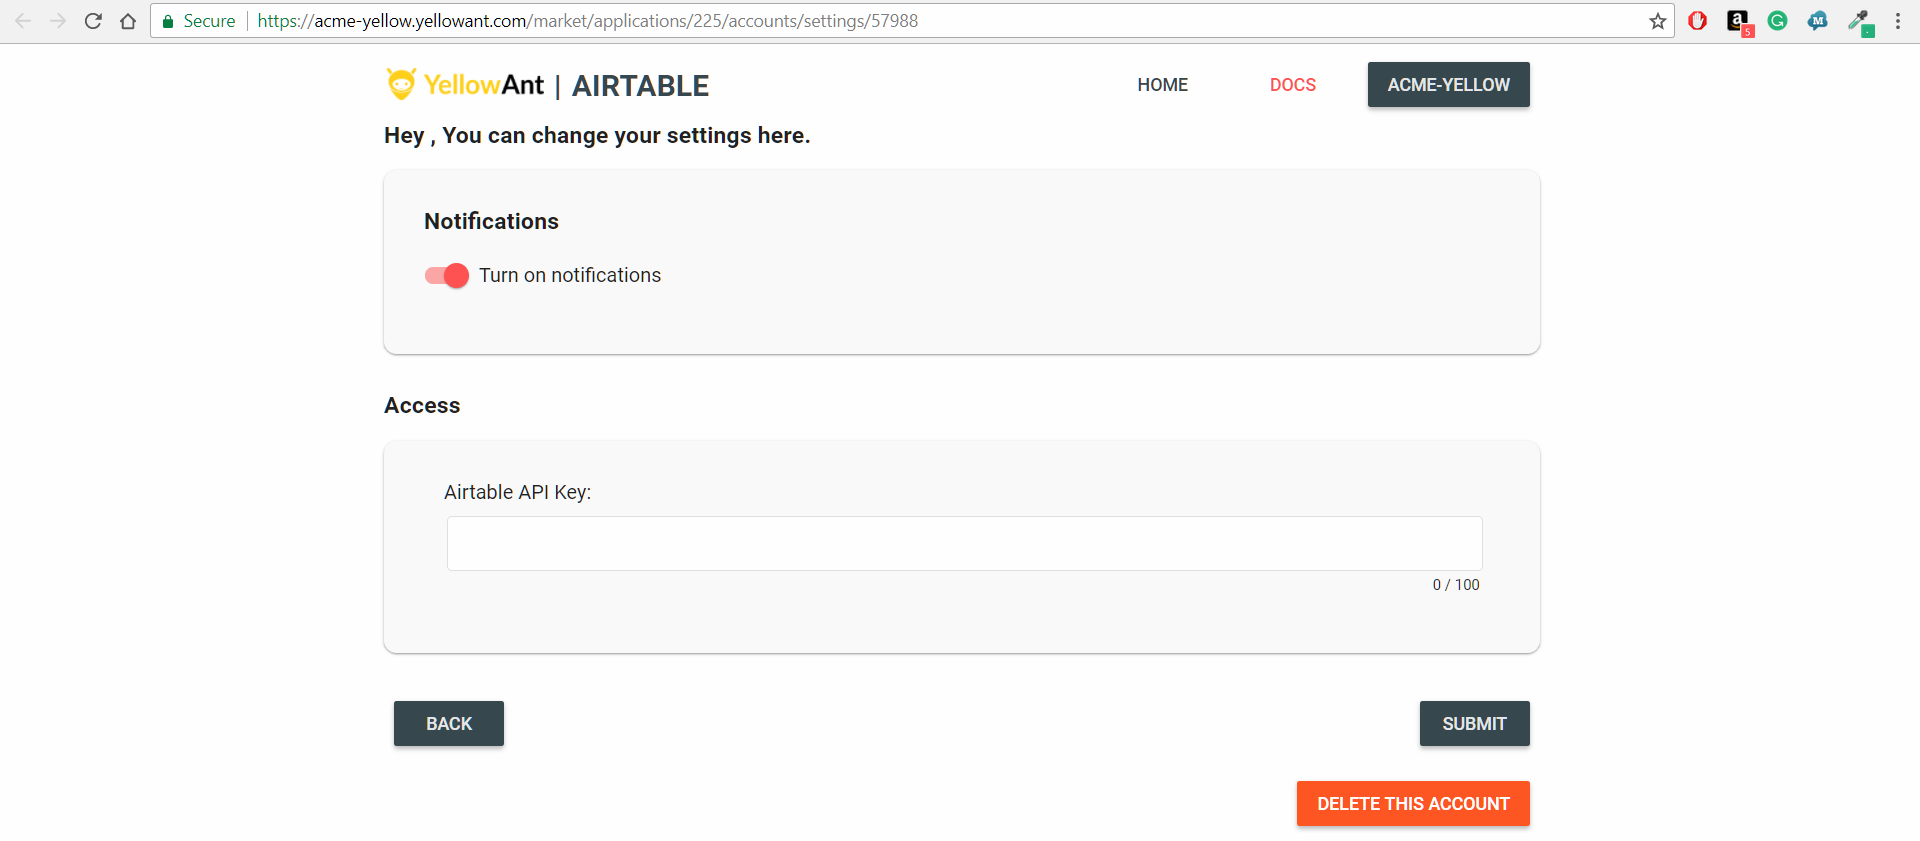 Secure https://acme-yellow.yellowant.com/market/applications/225/accounts/settings/57988
a
5
G
M
YellowAnt | AIRTABLE
HOME
DOCS
ACME-YELLOW
Hey , You can change your settings here.
Notifications
Turn on notifications
Access
Airtable API Key:
0 / 100
BACK
SUBMIT
DELETE THIS ACCOUNT